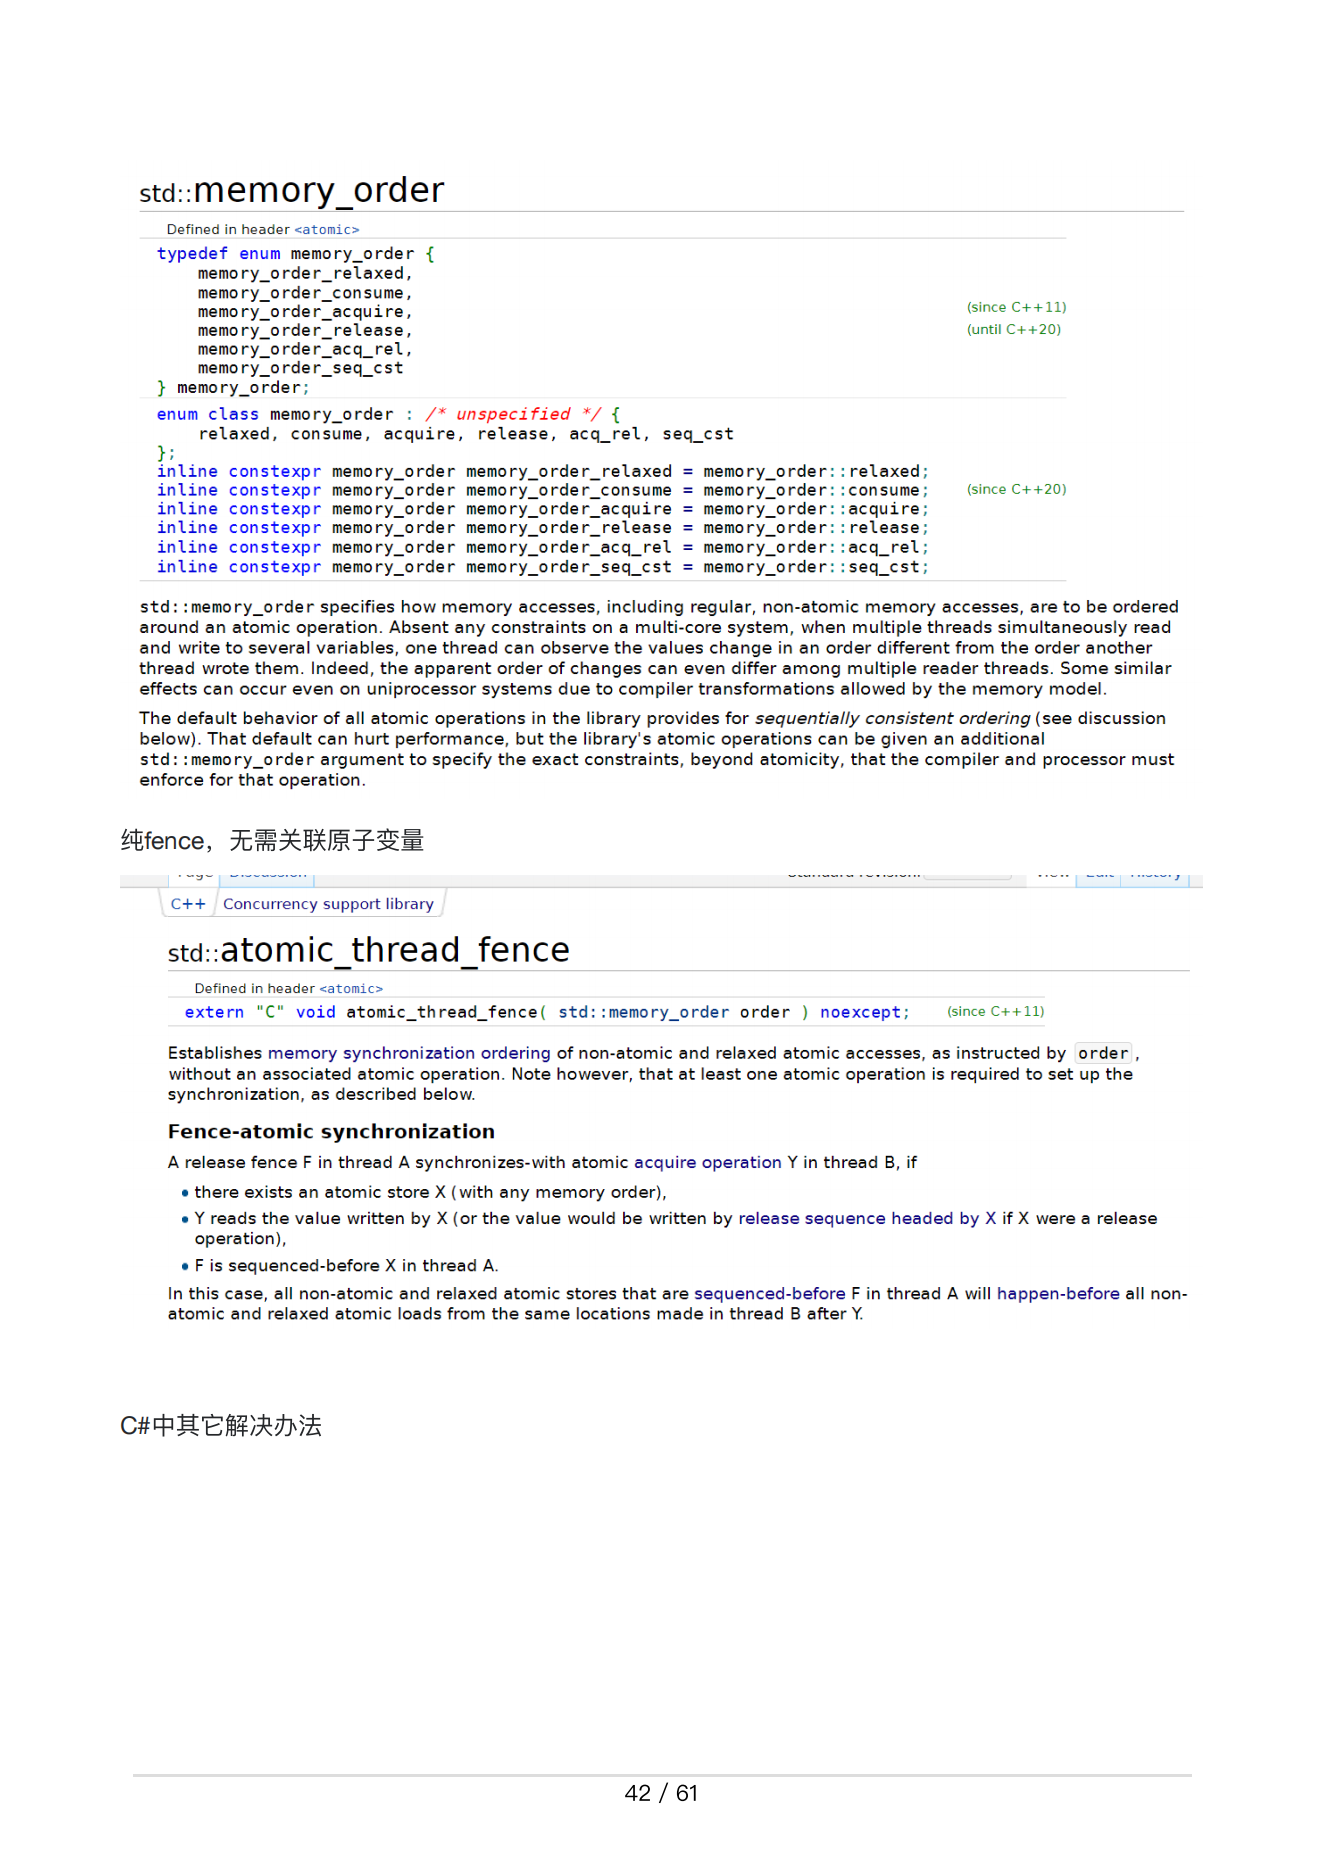 std::memory_order
Defined in header <atomic>
typedef enum memory_order {
    memory_order_relaxed,
    memory_order_consume,
    memory_order_acquire,
    memory_order_release,
    memory_order_acq_rel,
    memory_order_seq_cst
} memory_order;
(since C++11)
(until C++20)
enum class memory_order : /* unspecified */ {
    relaxed, consume, acquire, release, acq_rel, seq_cst
};
inline constexpr memory_order memory_order_relaxed = memory_order::relaxed;
inline constexpr memory_order memory_order_consume = memory_order::consume;
inline constexpr memory_order memory_order_acquire = memory_order::acquire;
inline constexpr memory_order memory_order_release = memory_order::release;
inline constexpr memory_order memory_order_acq_rel = memory_order::acq_rel;
inline constexpr memory_order memory_order_seq_cst = memory_order::seq_cst;
(since C++20)
std::memory_order specifies how memory accesses, including regular, non-atomic memory accesses, are to be ordered
around an atomic operation. Absent any constraints on a multi-core system, when multiple threads simultaneously read
and write to several variables, one thread can observe the values change in an order different from the order another
thread wrote them. Indeed, the apparent order of changes can even differ among multiple reader threads. Some similar
effects can occur even on uniprocessor systems due to compiler transformations allowed by the memory model.
The default behavior of all atomic operations in the library provides for sequentially consistent ordering (see discussion
below). That default can hurt performance, but the library's atomic operations can be given an additional
std::memory_order argument to specify the exact constraints, beyond atomicity, that the compiler and processor must
enforce for that operation.
纯fence，无需关联原子变量
Page Discussion Standard revision: View Edit History
C++ Concurrency support library
std::atomic_thread_fence
Defined in header <atomic>
extern "C" void atomic_thread_fence( std::memory_order order ) noexcept; (since C++11)
Establishes memory synchronization ordering of non-atomic and relaxed atomic accesses, as instructed by order,
without an associated atomic operation. Note however, that at least one atomic operation is required to set up the
synchronization, as described below.
Fence-atomic synchronization
A release fence F in thread A synchronizes-with atomic acquire operation Y in thread B, if
• there exists an atomic store X (with any memory order),
• Y reads the value written by X (or the value would be written by release sequence headed by X if X were a release
operation),
• F is sequenced-before X in thread A.
In this case, all non-atomic and relaxed atomic stores that are sequenced-before F in thread A will happen-before all non-
atomic and relaxed atomic loads from the same locations made in thread B after Y.
C#中其它解决办法
42 / 61